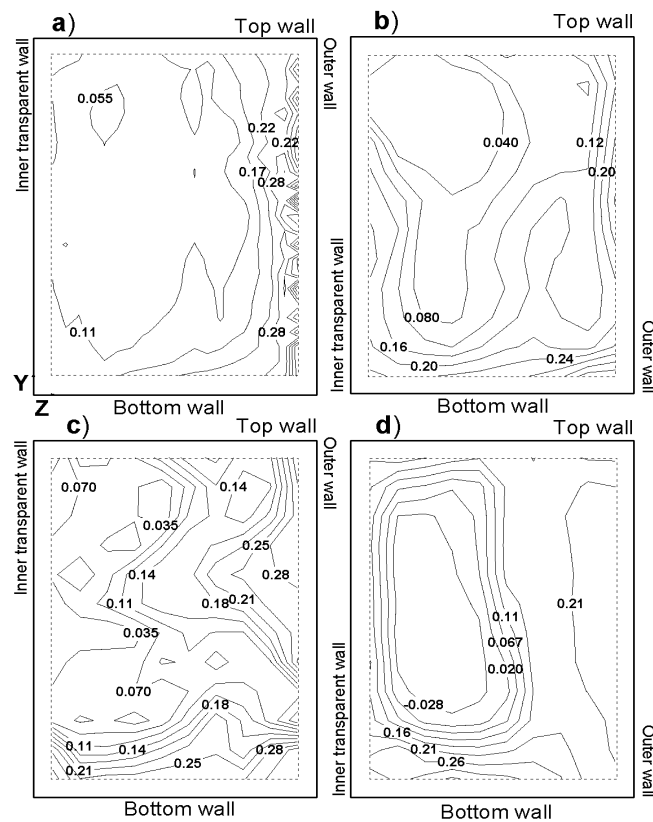 a)
Top wall
Inner transparent wall
Outer wall
0.055
0.22
0.22
0.17
0.28
0.11
0.28
Y
Z
Bottom wall
b)
Top wall
Outer wall
0.040
0.12
0.20
Inner transparent wall
0.080
0.16
0.20
0.24
Bottom wall
c)
Top wall
Inner transparent wall
Outer wall
0.070
0.14
0.035
0.25
0.14
0.28
0.11
0.18
0.21
0.035
0.070
0.18
0.11
0.14
0.28
0.21
0.25
Bottom wall
d)
Top wall
0.21
0.11
0.067
0.020
Inner transparent wall
-0.028
0.16
0.21
0.26
Outer wall
Bottom wall